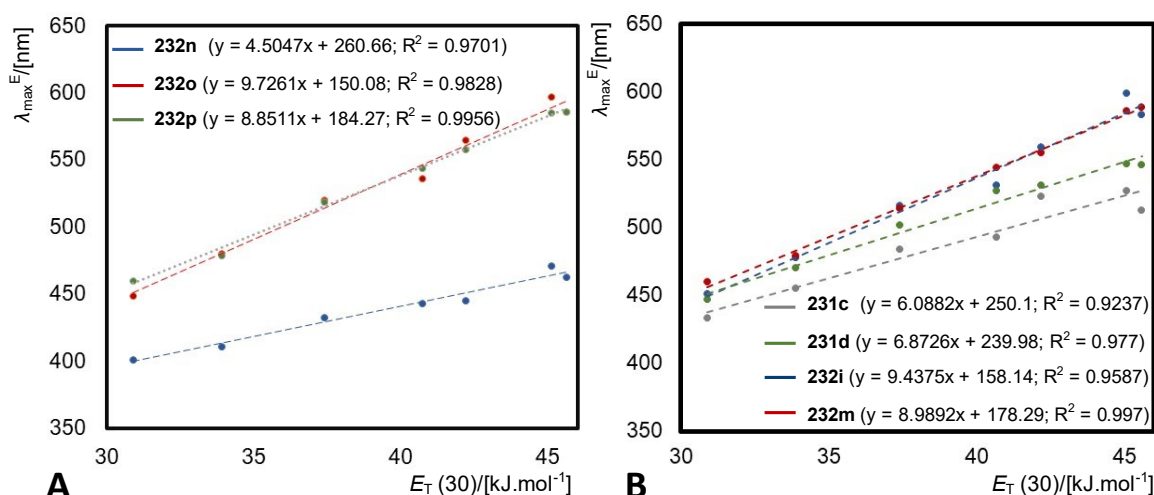 650
600
550
500
450
400
350
λmax^E/[nm]
232n (y = 4.5047x + 260.66; R² = 0.9701)
232o (y = 9.7261x + 150.08; R² = 0.9828)
232p (y = 8.8511x + 184.27; R² = 0.9956)
30 35 40 45
A
E_T (30)/[kJ.mol⁻¹]
650
600
550
500
450
400
350
λmax^E/[nm]
231c (y = 6.0882x + 250.1; R² = 0.9237)
231d (y = 6.8726x + 239.98; R² = 0.977)
232i (y = 9.4375x + 158.14; R² = 0.9587)
232m (y = 8.9892x + 178.29; R² = 0.997)
30 35 40 45
B
E_T (30)/[kJ.mol⁻¹]